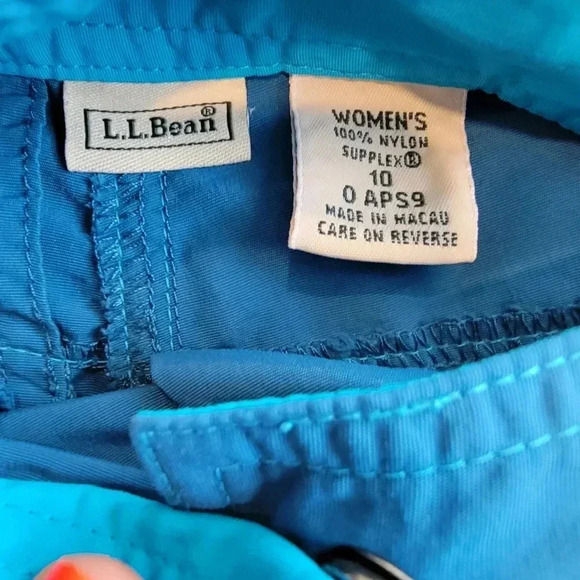 L.L.Bean®
WOMEN'S
100% NYLON
SUPPLEX®
10
0 APS9
MADE IN MACAU
CARE ON REVERSE